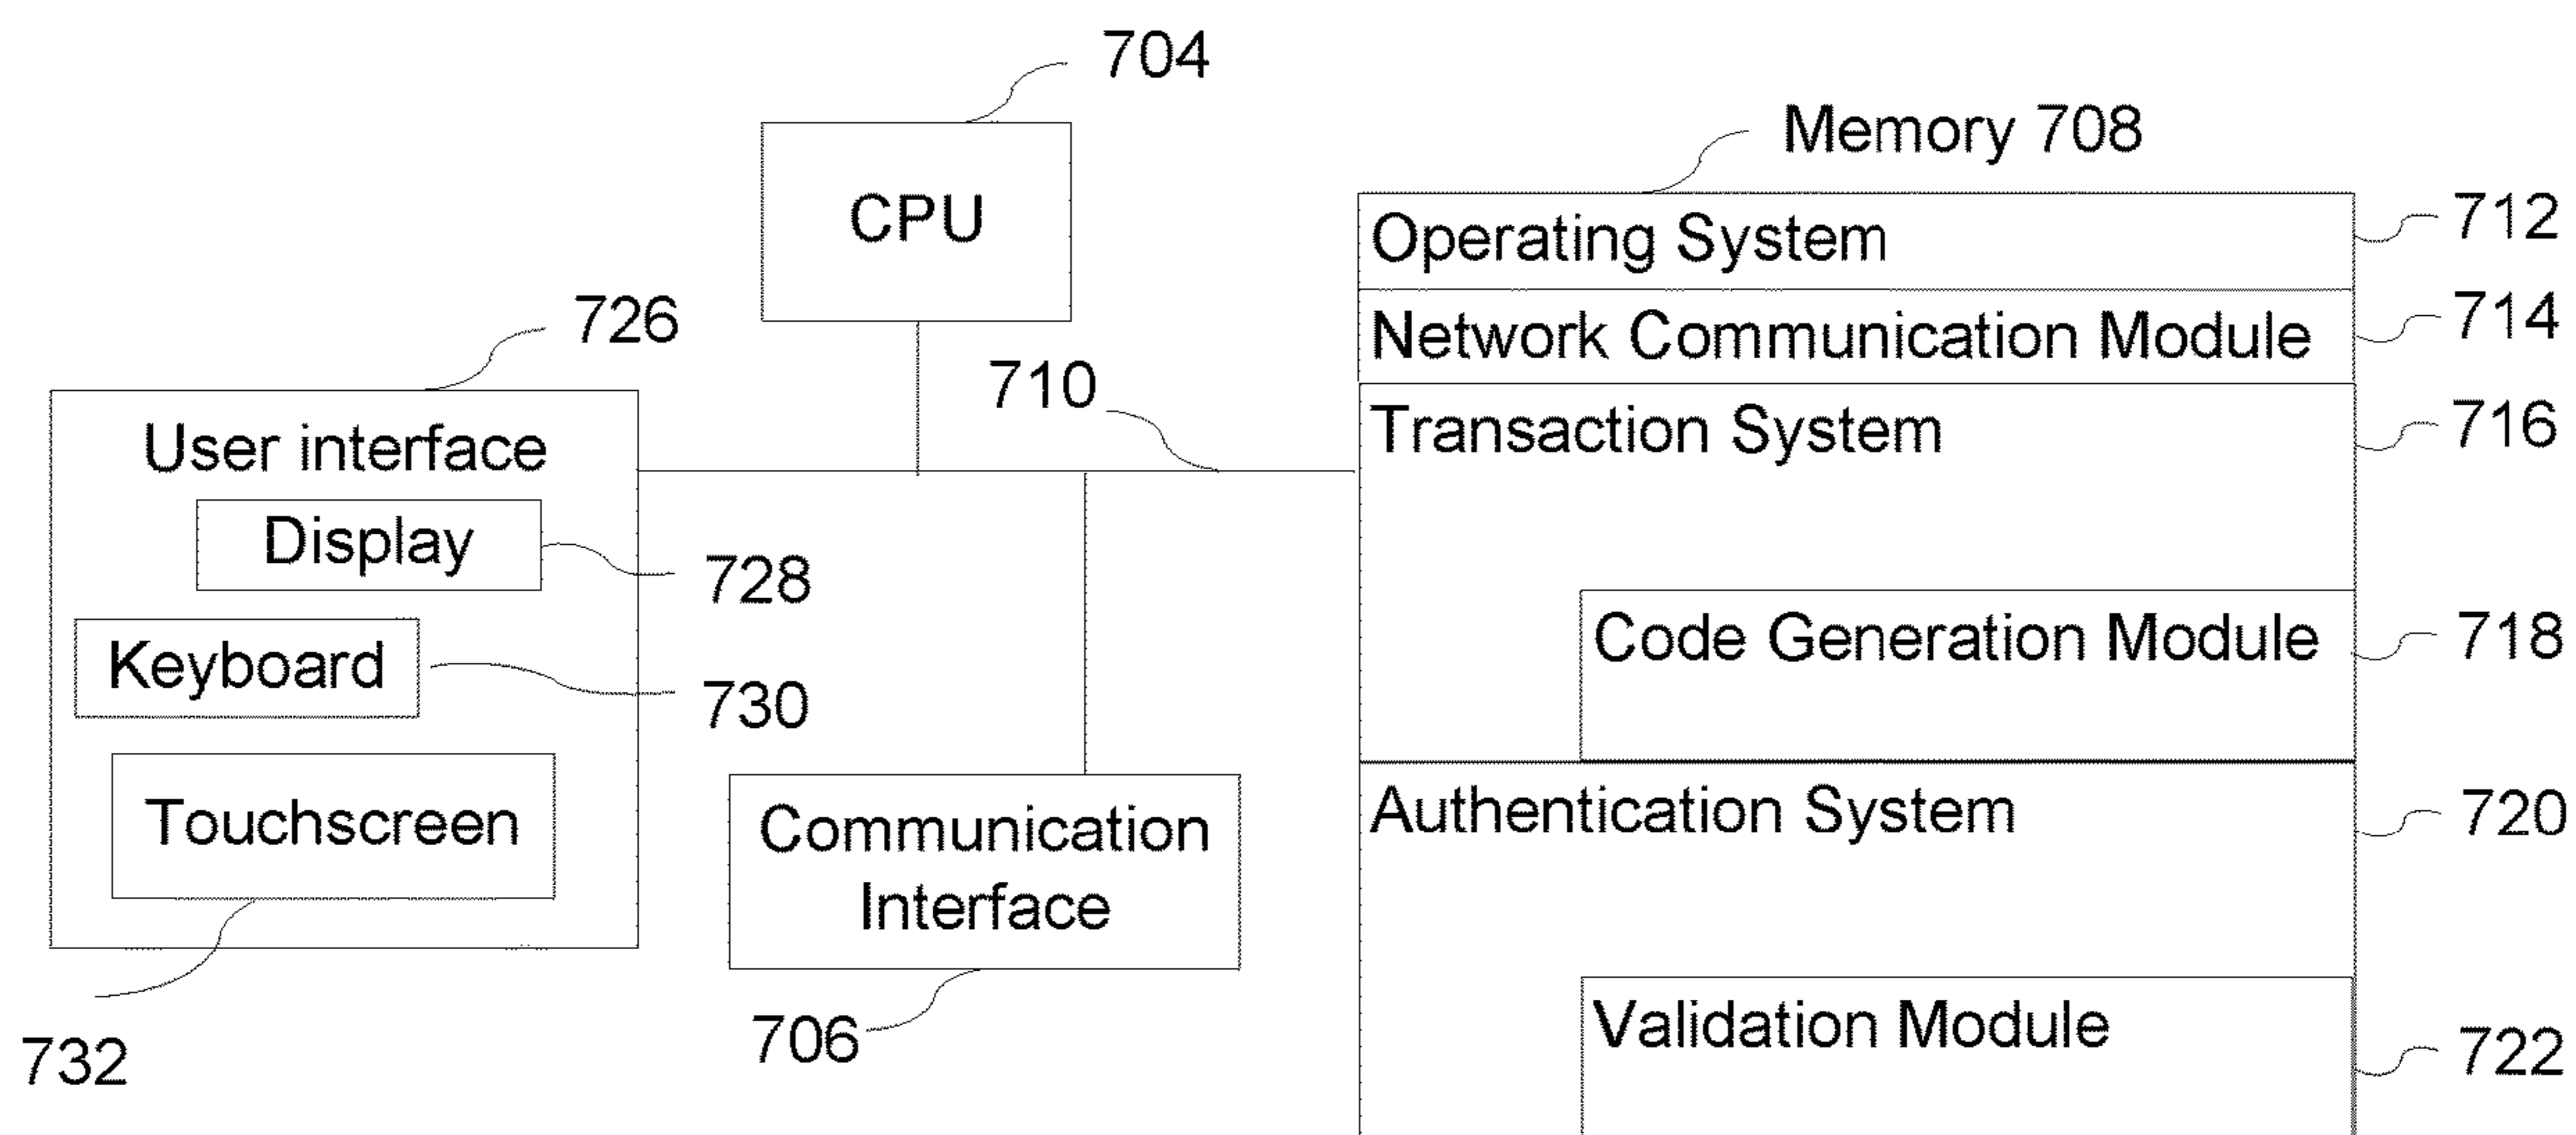 704
CPU
Memory 708
Operating System
712
Network Communication Module
714
Transaction System
716
Code Generation Module
718
Authentication System
720
Validation Module
722
726
710
User interface
Display
728
Keyboard
730
Touchscreen
732
Communication
Interface
706